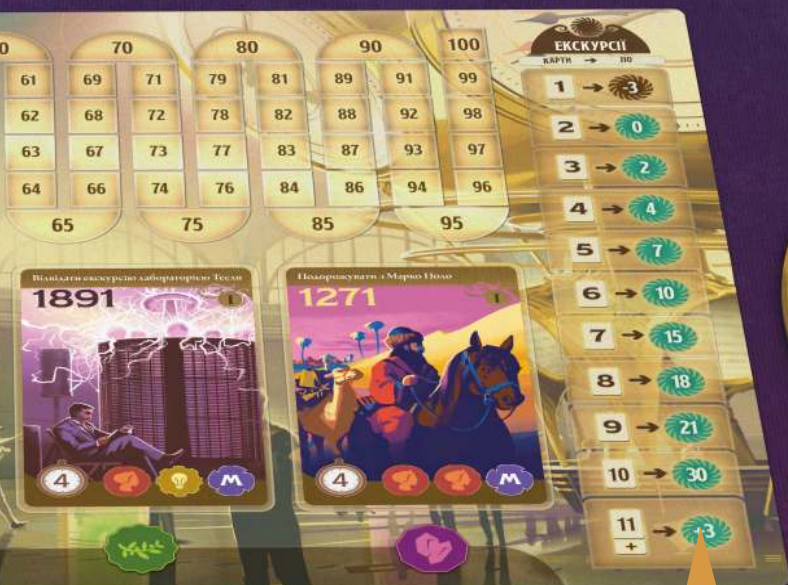 0 70 80 90 100
61 69 71 79 81 89 91 99
62 68 72 78 82 88 92 98
63 67 73 77 83 87 93 97
64 66 74 76 84 86 94 96
65 75 85 95
ЕКСКУРСІЇ
КАРТИ → ПО
1 → -3
2 → 0
3 → 2
4 → 4
5 → 7
6 → 10
7 → 15
8 → 18
9 → 21
10 → 30
11 + → +3
Відвідати екскурсію лабораторією Тесли
1891
I
4
M
Подорожувати з Марко Поло
1271
I
4
M